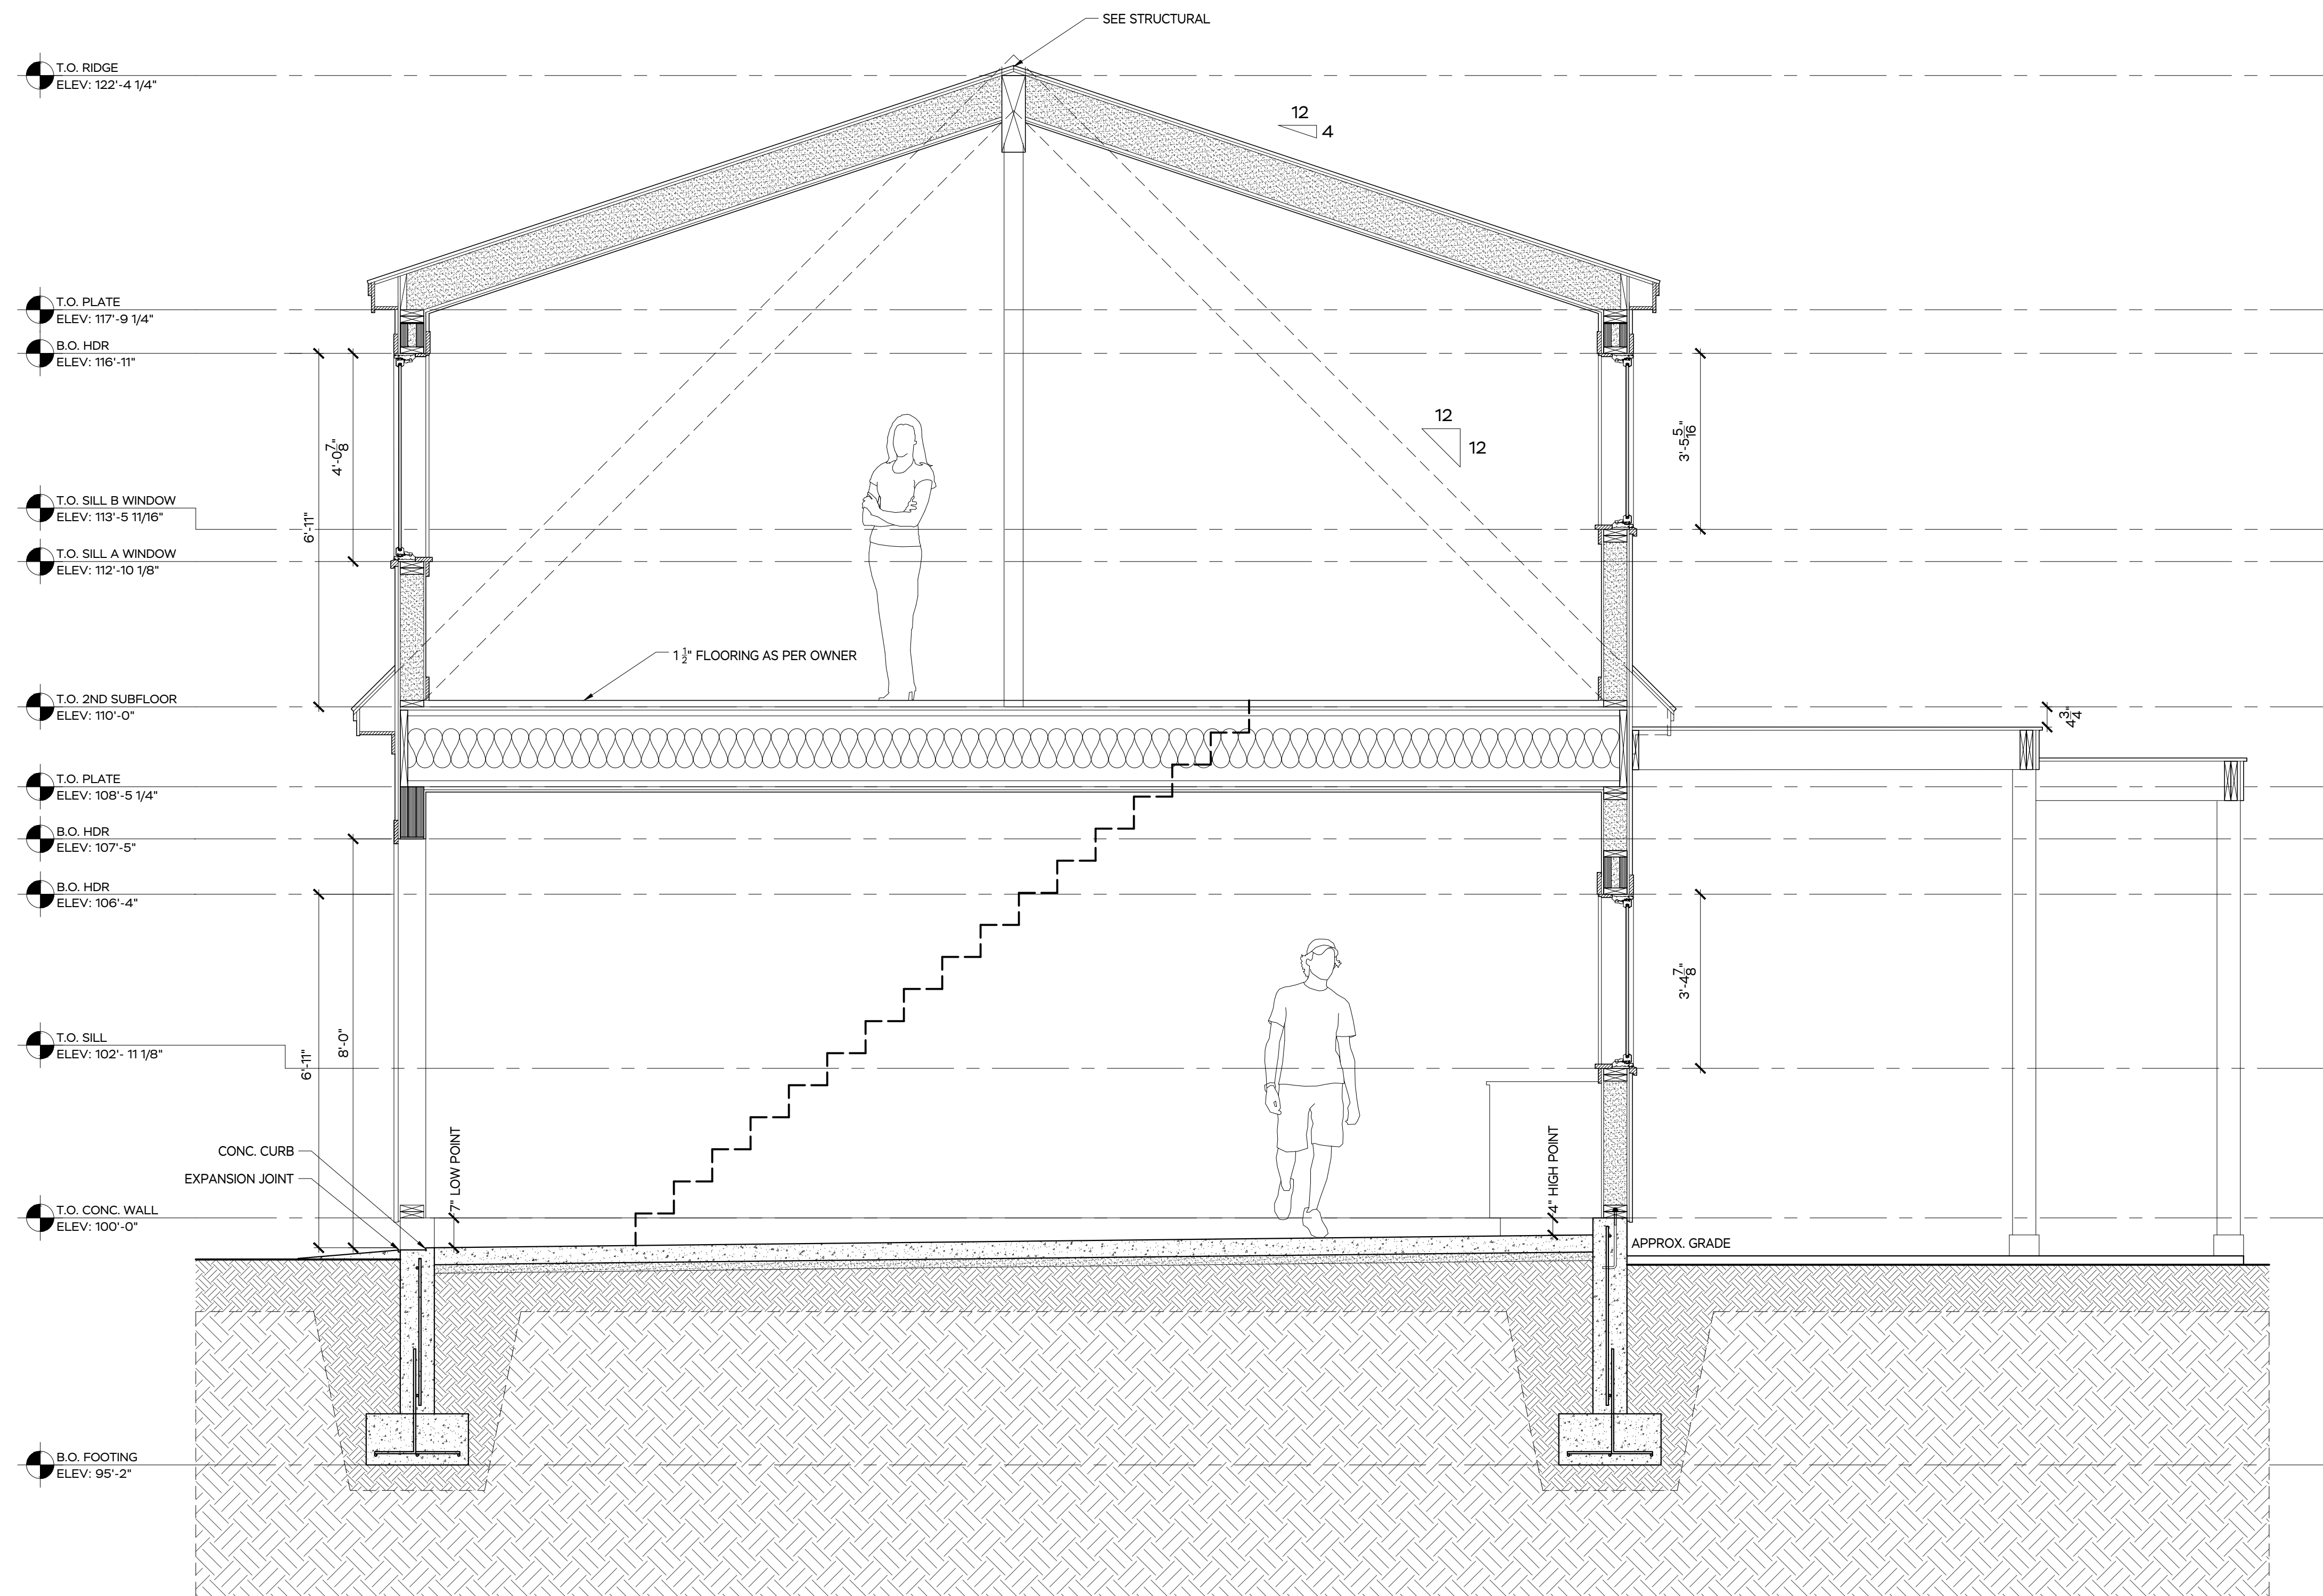 SEE STRUCTURAL
T.O. RIDGE
ELEV: 122'-4 1/4"
12
4
T.O. PLATE
ELEV: 117'-9 1/4"
B.O. HDR
ELEV: 116'-11"
4'-0 7/8"
3'-5 5/16"
12
12
T.O. SILL B WINDOW
ELEV: 113'-5 11/16"
6'-11"
T.O. SILL A WINDOW
ELEV: 112'-10 1/8"
1 1/2" FLOORING AS PER OWNER
T.O. 2ND SUBFLOOR
ELEV: 110'-0"
4 3/4"
T.O. PLATE
ELEV: 108'-5 1/4"
B.O. HDR
ELEV: 107'-5"
B.O. HDR
ELEV: 106'-4"
3'-4 7/8"
T.O. SILL
ELEV: 102'- 11 1/8"
8'-0"
6'-11"
CONC. CURB
EXPANSION JOINT
7" LOW POINT
4" HIGH POINT
T.O. CONC. WALL
ELEV: 100'-0"
APPROX. GRADE
B.O. FOOTING
ELEV: 95'-2"